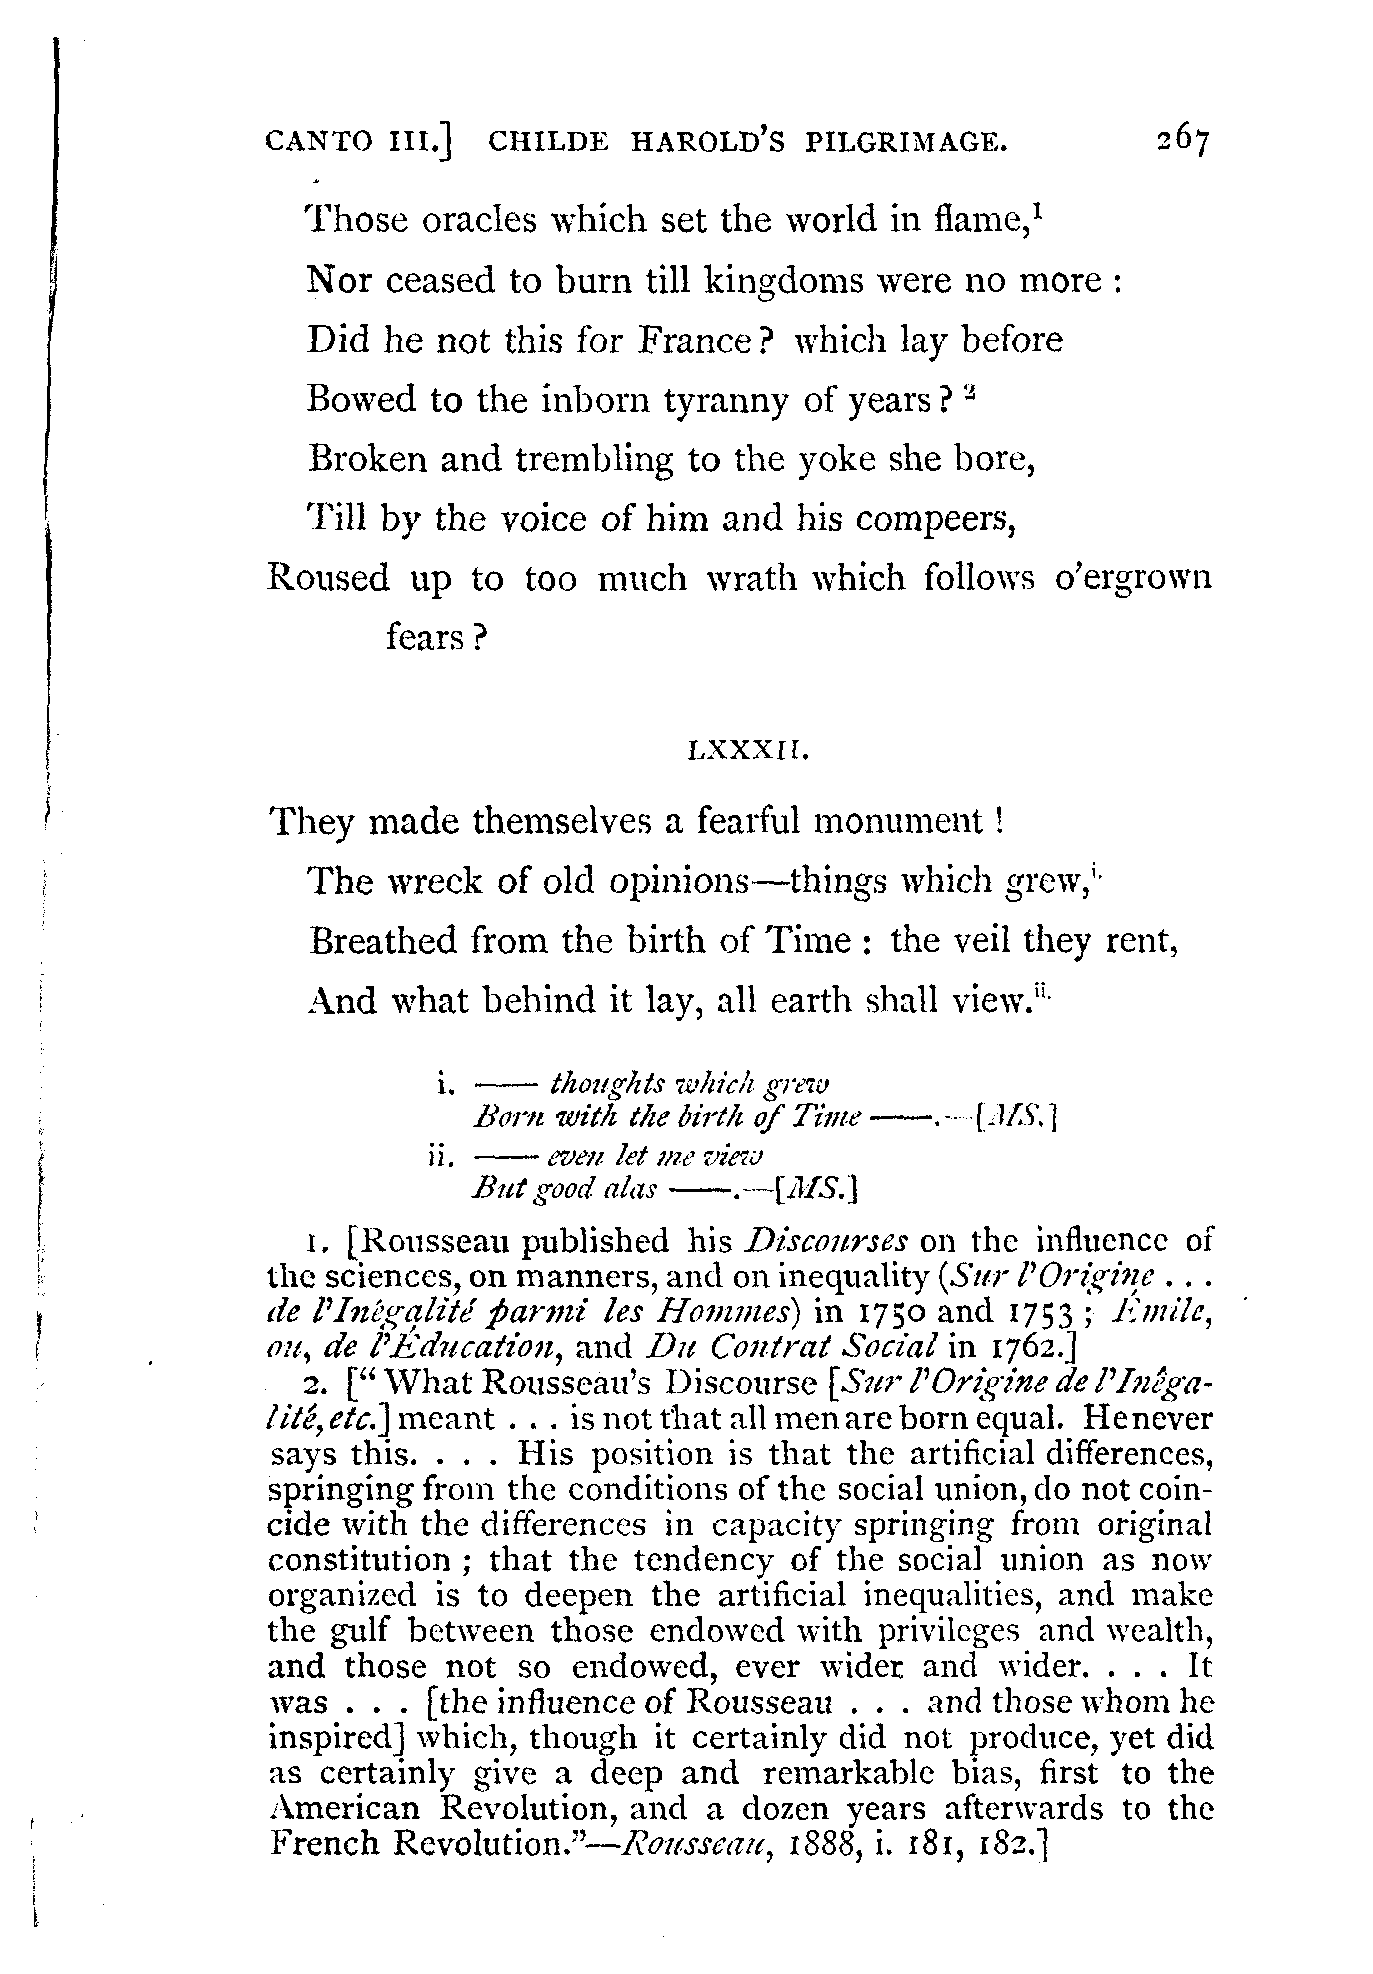 CANTO III.] CHILDE HAROLD'S PILGRIMAGE. 267
Those oracles which set the world in flame,¹
Nor ceased to burn till kingdoms were no more :
Did he not this for France? which lay before
Bowed to the inborn tyranny of years? ²
Broken and trembling to the yoke she bore,
Till by the voice of him and his compeers,
Roused up to too much wrath which follows o'ergrown
fears?
LXXXII.
They made themselves a fearful monument!
The wreck of old opinions—things which grew,i.
Breathed from the birth of Time : the veil they rent,
And what behind it lay, all earth shall view.ii.
i. —— thoughts which grew
Born with the birth of Time ——.—[MS.]
ii. —— even let me view
But good alas ——.—[MS.]
1. [Rousseau published his Discourses on the influence of
the sciences, on manners, and on inequality (Sur l'Origine . . .
de l'Inégalité parmi les Hommes) in 1750 and 1753 ; Émile,
ou, de l'Éducation, and Du Contrat Social in 1762.]
2. ["What Rousseau's Discourse [Sur l'Origine de l'Inéga-
lité, etc.] meant . . . is not that all men are born equal. He never
says this. . . . His position is that the artificial differences,
springing from the conditions of the social union, do not coin-
cide with the differences in capacity springing from original
constitution ; that the tendency of the social union as now
organized is to deepen the artificial inequalities, and make
the gulf between those endowed with privileges and wealth,
and those not so endowed, ever wider and wider. . . . It
was . . . [the influence of Rousseau . . . and those whom he
inspired] which, though it certainly did not produce, yet did
as certainly give a deep and remarkable bias, first to the
American Revolution, and a dozen years afterwards to the
French Revolution."—Rousseau, 1888, i. 181, 182.]